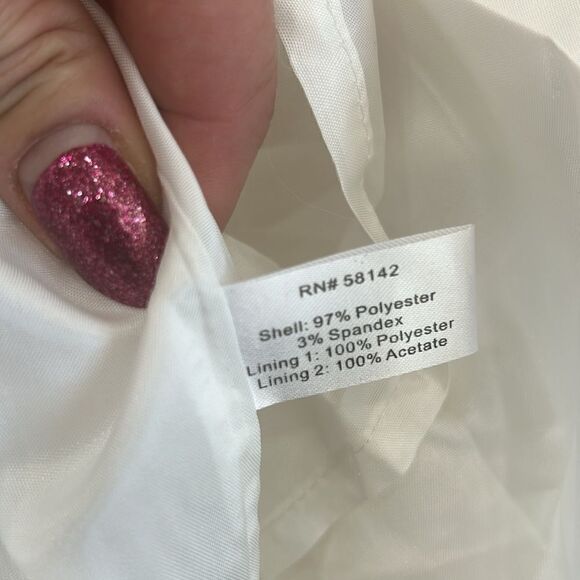 RN# 58142
Shell: 97% Polyester
3% Spandex
Lining 1: 100% Polyester
Lining 2: 100% Acetate